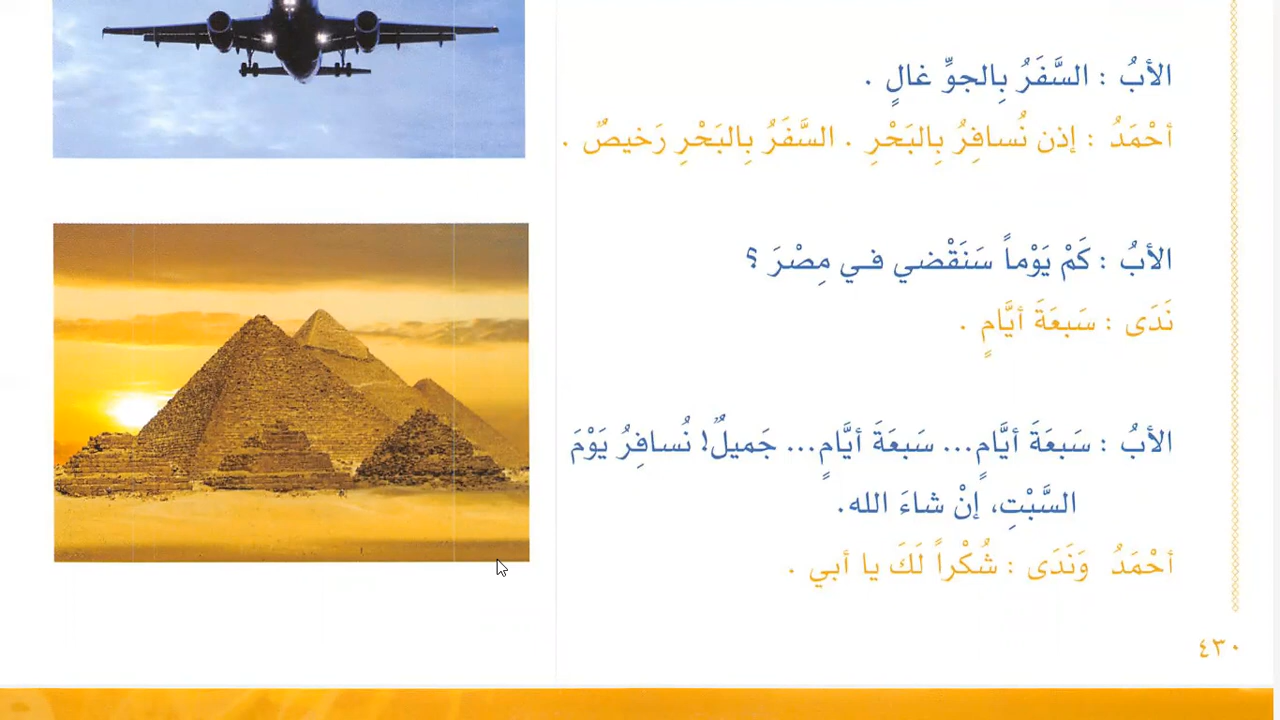 الأبُ : السَّفَرُ بِالجوِّ غالٍ .
أحْمَدُ : إذن نُسافِرُ بِالبَحْرِ . السَّفَرُ بِالبَحْرِ رَخيصٌ .
الأبُ : كَمْ يَوْماً سَنَقْضي في مِصْرَ ؟
نَدَى : سَبعَةَ أيَّامٍ .
الأبُ : سَبعَةَ أيَّامٍ... سَبعَةَ أيَّامٍ... جَميلٌ! نُسافِرُ يَوْمَ
السَّبْتِ، إنْ شاءَ الله.
أحْمَدُ وَنَدَى : شُكْراً لَكَ يا أبي .
٤٣٠